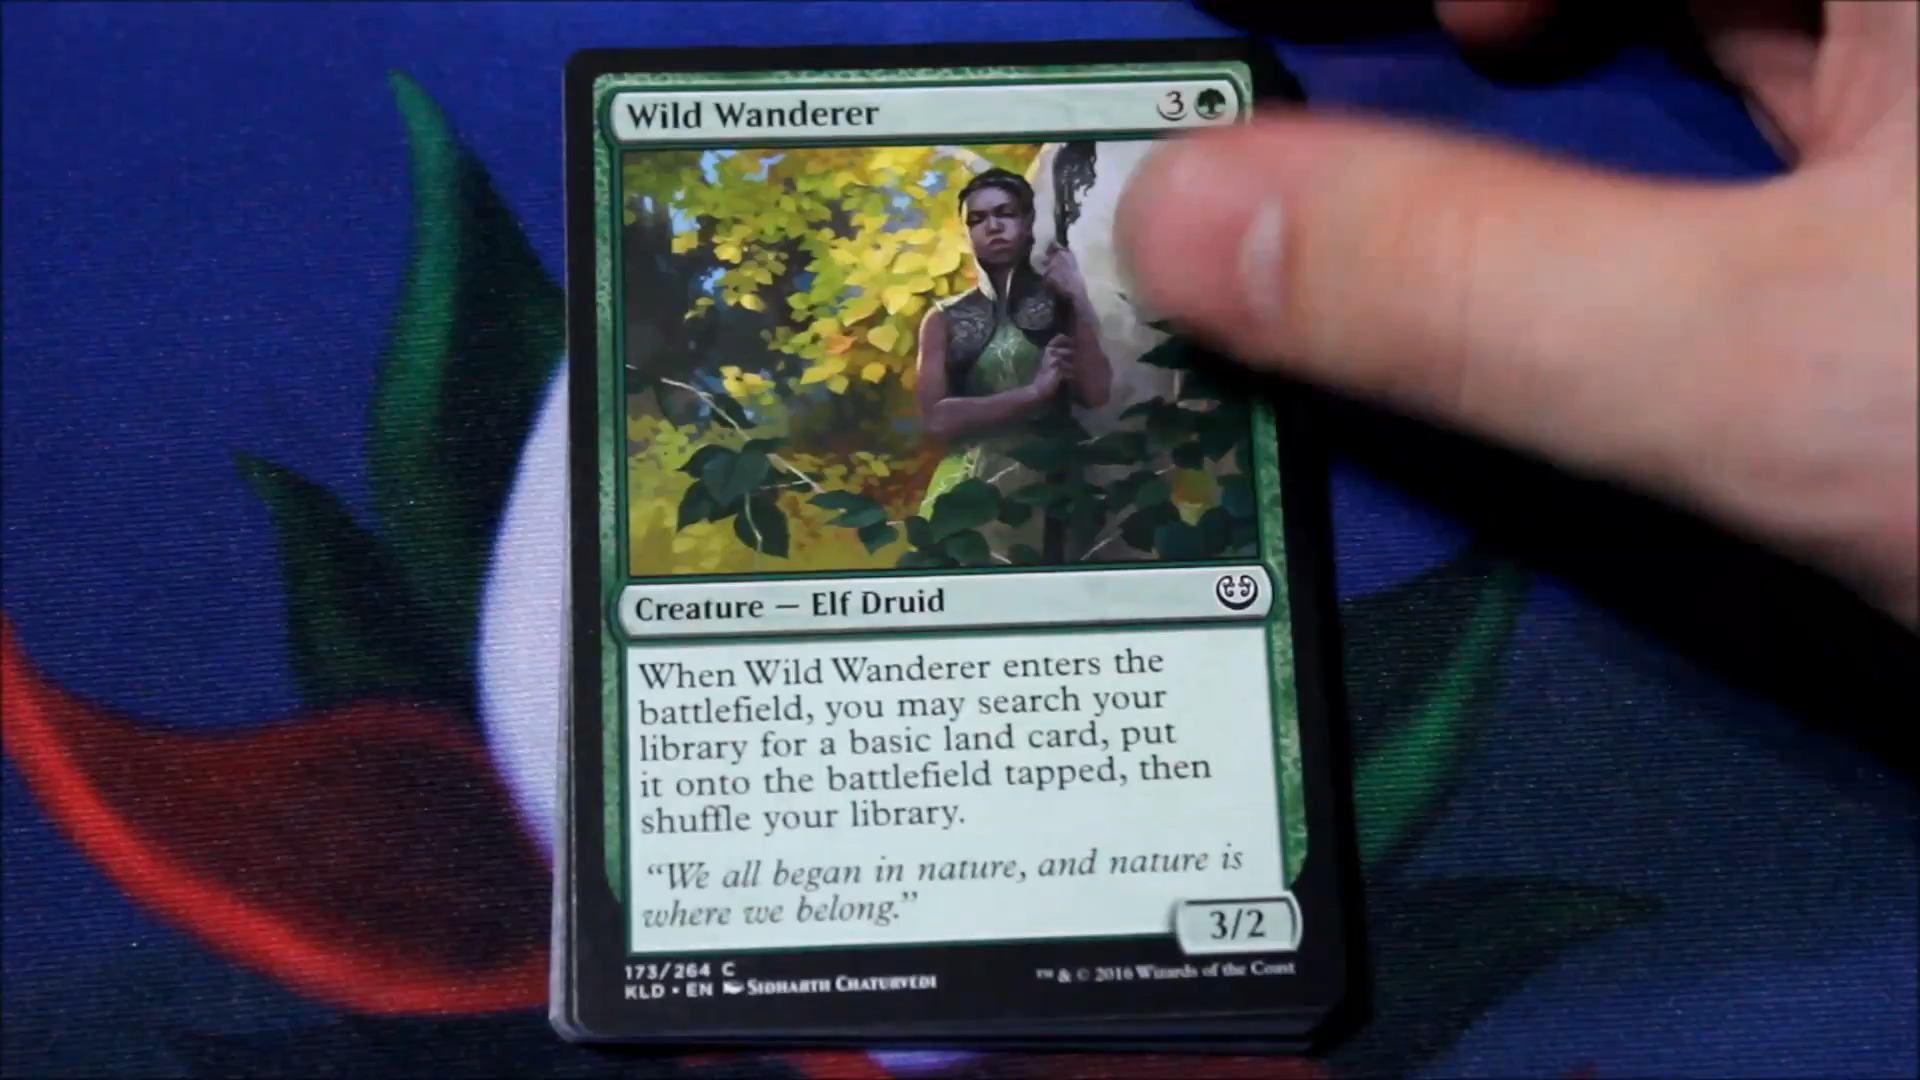 Wild Wanderer 3
Creature — Elf Druid
When Wild Wanderer enters the
battlefield, you may search your
library for a basic land card, put
it onto the battlefield tapped, then
shuffle your library.
“We all began in nature, and nature is
where we belong.”
3/2
173/264 C
KLD • EN Sidharth Chaturvedi
™ & © 2016 Wizards of the Coast